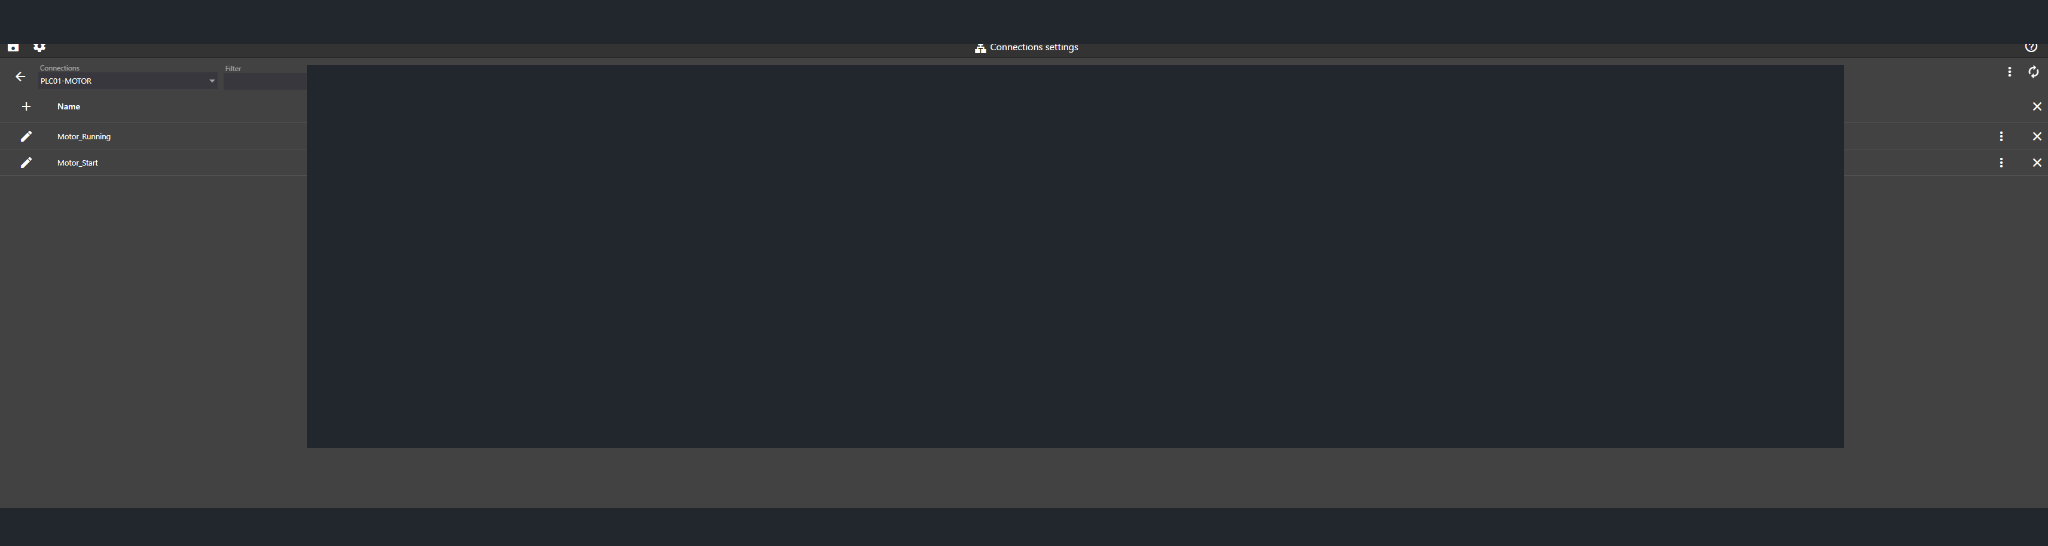 Connections settings
Connections
Filter
PLC01-MOTOR
Name
Motor_Running
Motor_Start